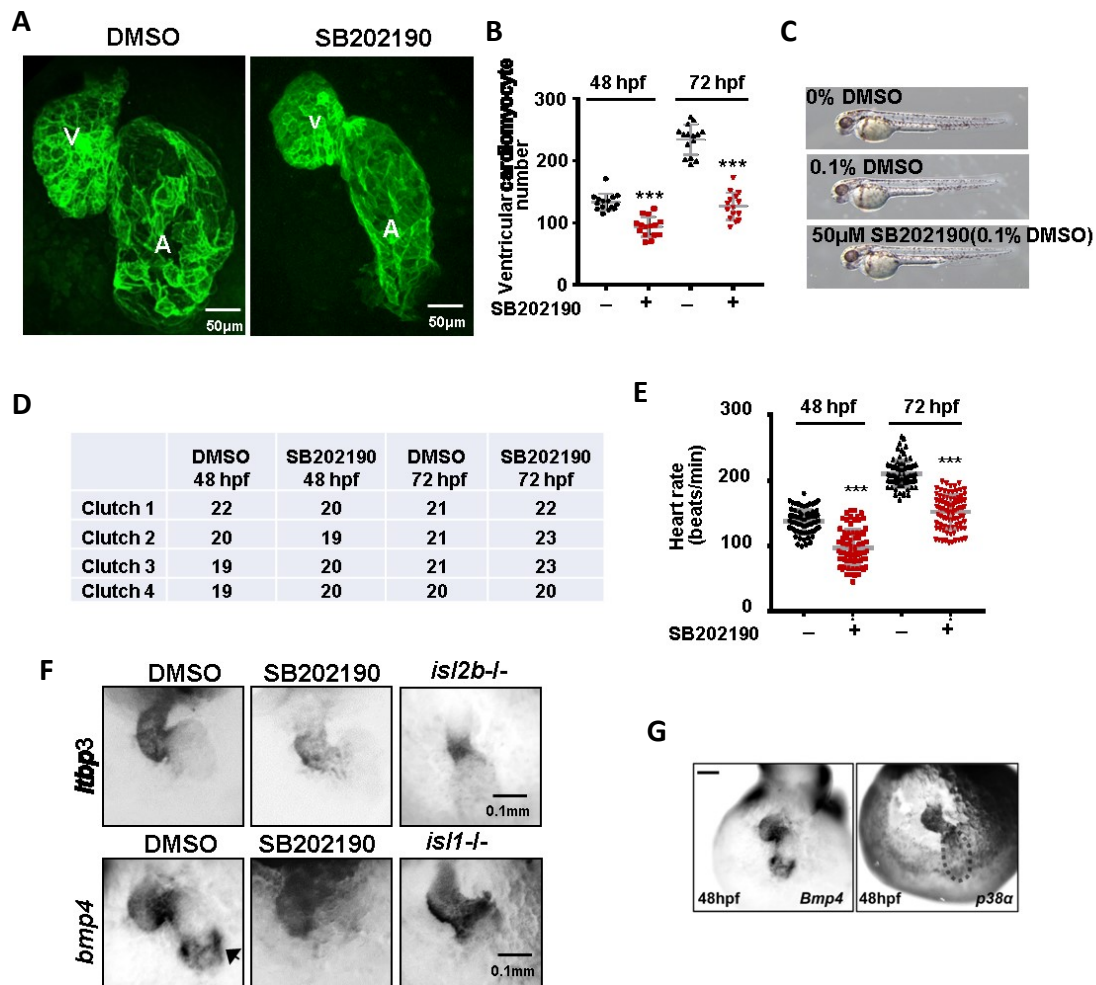 A
DMSO
SB202190
V
A
50µm
v
A
50µm
B
48 hpf
72 hpf
Ventricular cardiomyocyte
number
300
200
100
0
***
***
SB202190
–
+
–
+
C
0% DMSO
0.1% DMSO
50µM SB202190(0.1% DMSO)
D
DMSO 48 hpf SB202190 48 hpf DMSO 72 hpf SB202190 72 hpf
Clutch 1 22 20 21 22
Clutch 2 20 19 21 23
Clutch 3 19 20 21 23
Clutch 4 19 20 20 20
E
48 hpf
72 hpf
Heart rate
(beats/min)
300
200
100
0
***
***
SB202190
–
+
–
+
F
DMSO
SB202190
isl2b-/-
ltbp3
0.1mm
DMSO
SB202190
isl1-/-
bmp4
0.1mm
G
48hpf
Bmp4
48hpf
p38α